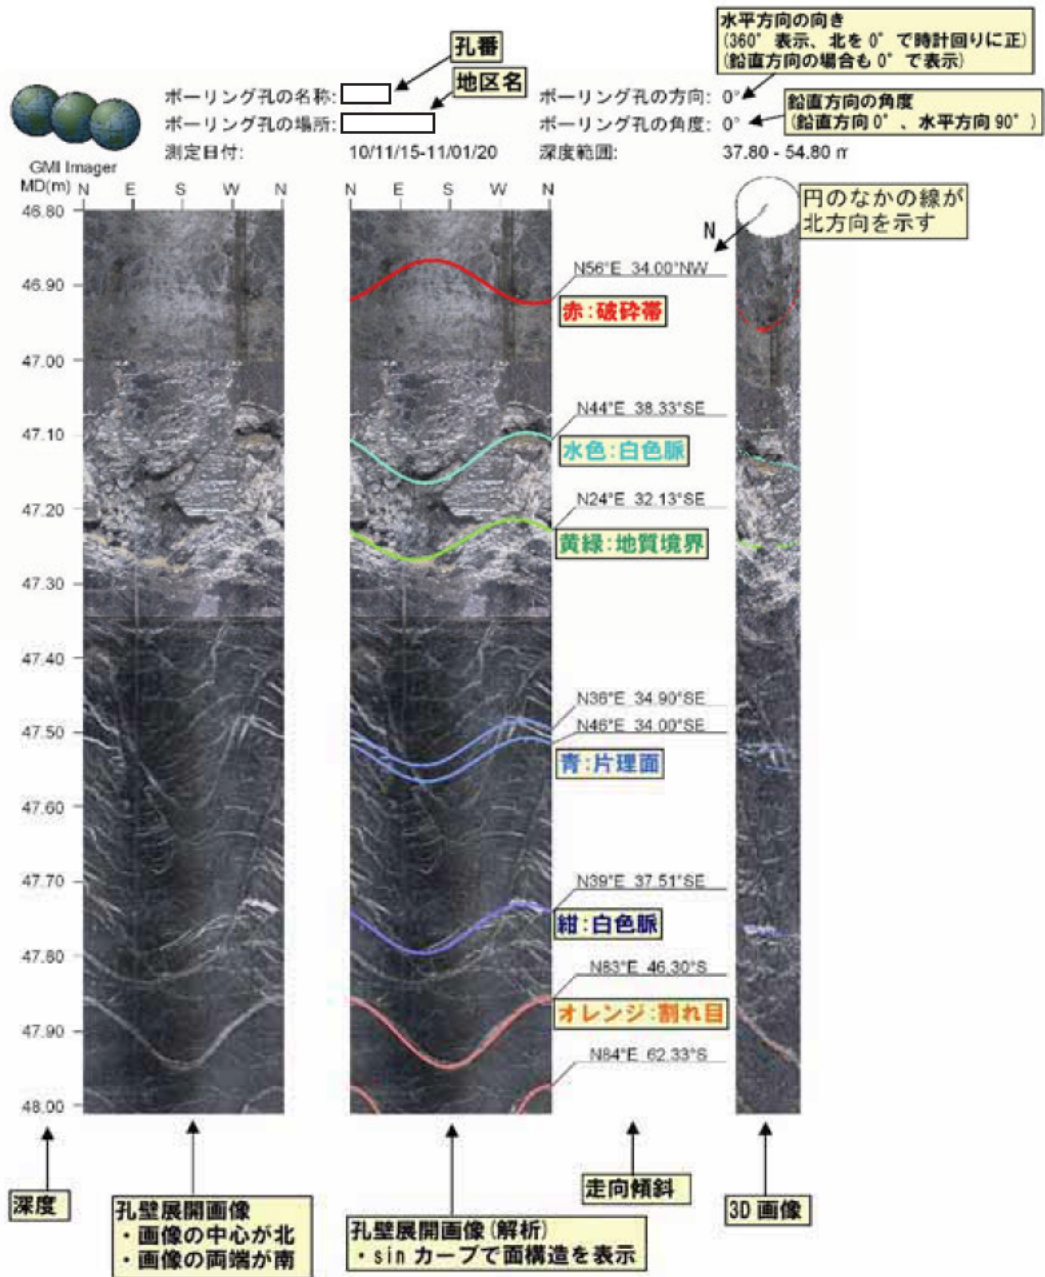 水平方向の向き
(360°表示、北を0°で時計回りに正)
(鉛直方向の場合も0°で表示)
孔番
地区名
ボーリング孔の名称:
ボーリング孔の方向: 0°
鉛直方向の角度
(鉛直方向0°、水平方向90°)
ボーリング孔の場所:
ボーリング孔の角度: 0°
測定日付: 10/11/15-11/01/20
深度範囲: 37.80 - 54.80 m
GMI Imager
MD(m) N E S W N
N E S W N
円のなかの線が
北方向を示す
N
46.80
N56°E 34.00°NW
46.90
赤:破砕帯
47.00
N44°E 38.33°SE
47.10
水色:白色脈
N24°E 32.13°SE
47.20
黄緑:地質境界
47.30
47.40
N36°E 34.90°SE
N46°E 34.00°SE
47.50
青:片理面
47.60
47.70
N39°E 37.51°SE
紺:白色脈
47.80
N83°E 46.30°S
オレンジ:割れ目
47.90
N84°E 62.33°S
48.00
深度
孔壁展開画像
・画像の中心が北
・画像の両端が南
孔壁展開画像(解析)
・sinカーブで面構造を表示
走向傾斜
3D画像